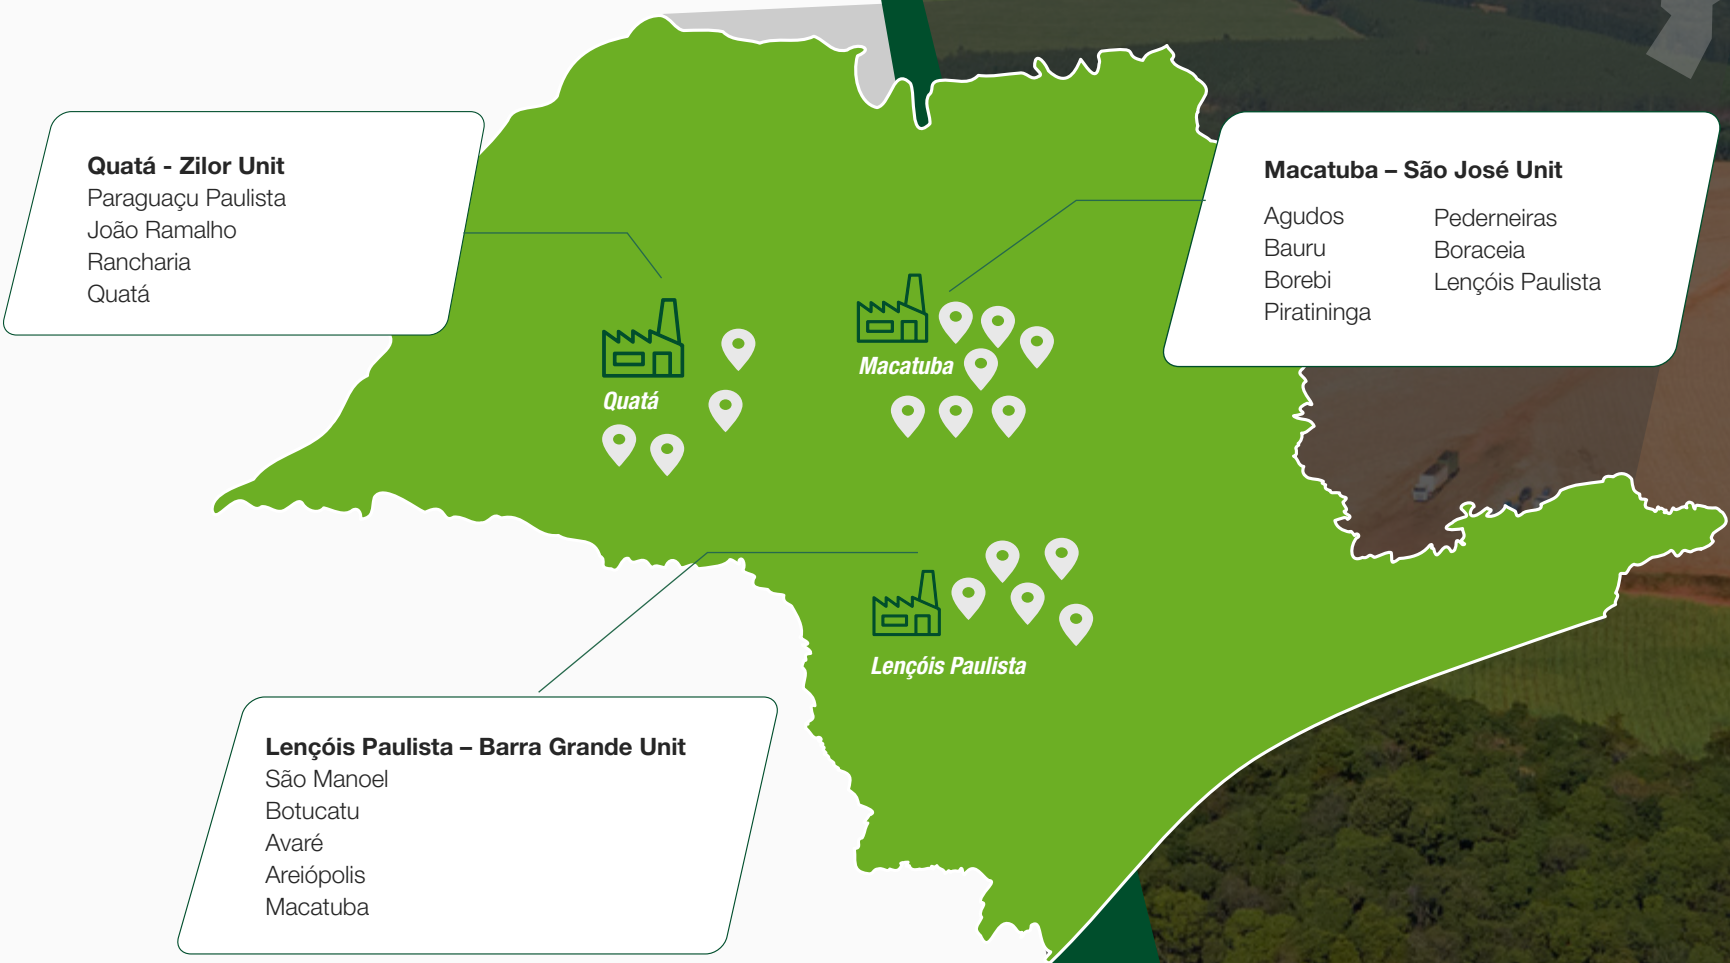 Quatá - Zilor Unit
Paraguaçu Paulista
João Ramalho
Rancharia
Quatá
Macatuba – São José Unit
Agudos
Bauru
Borebi
Piratininga
Pederneiras
Boraceia
Lençóis Paulista
Quatá
Macatuba
Lençóis Paulista
Lençóis Paulista – Barra Grande Unit
São Manoel
Botucatu
Avaré
Areiópolis
Macatuba